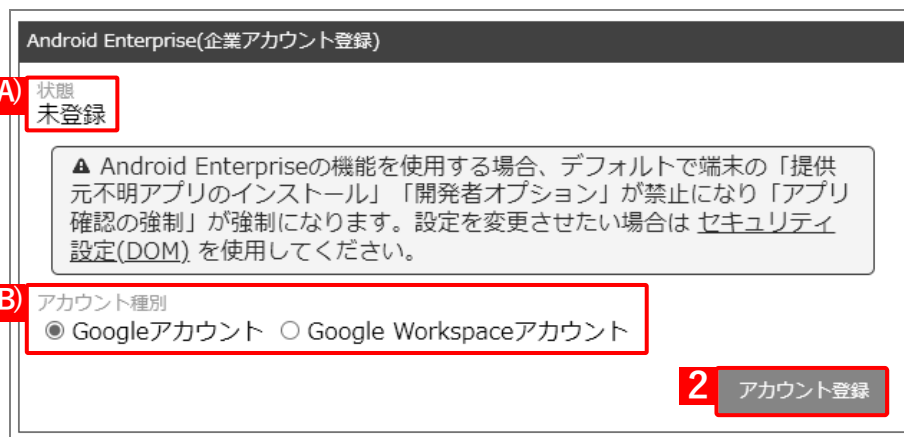 Android Enterprise(企業アカウント登録)
A)
状態
未登録
▲ Android Enterpriseの機能を使用する場合、デフォルトで端末の「提供
元不明アプリのインストール」「開発者オプション」が禁止になり「アプリ
確認の強制」が強制になります。設定を変更させたい場合は セキュリティ
設定(DOM) を使用してください。
B)
アカウント種別
Googleアカウント Google Workspaceアカウント
2 アカウント登録